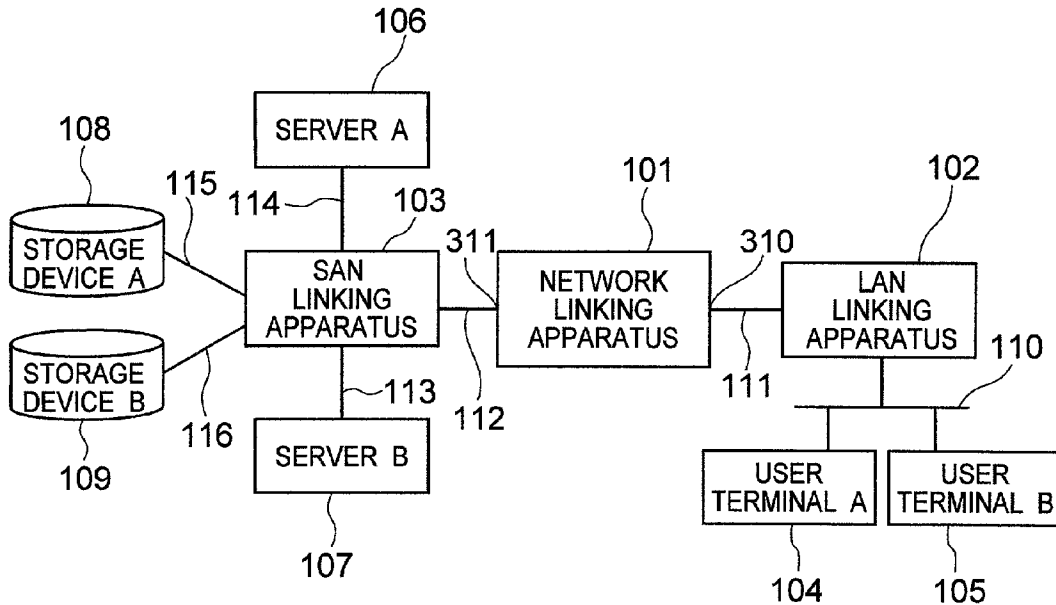 106
SERVER A
108
115
114
103
101
102
STORAGE
DEVICE A
311
310
SAN
LINKING
APPARATUS
NETWORK
LINKING
APPARATUS
LAN
LINKING
APPARATUS
STORAGE
DEVICE B
116
113
112
111
110
109
SERVER B
107
USER
TERMINAL A
USER
TERMINAL B
104
105